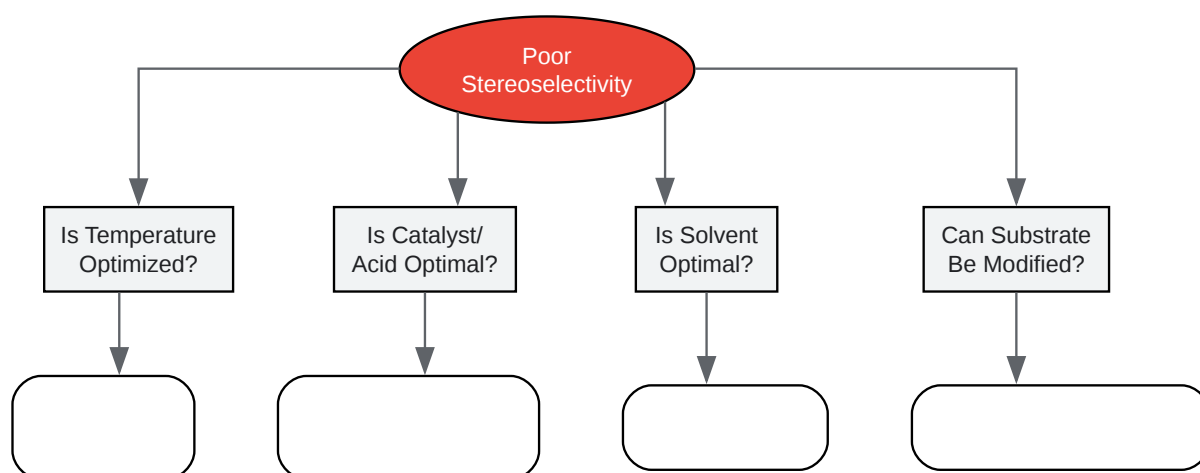 Poor
Stereoselectivity
Is Temperature
Optimized?
Is Catalyst/
Acid Optimal?
Is Solvent
Optimal?
Can Substrate
Be Modified?